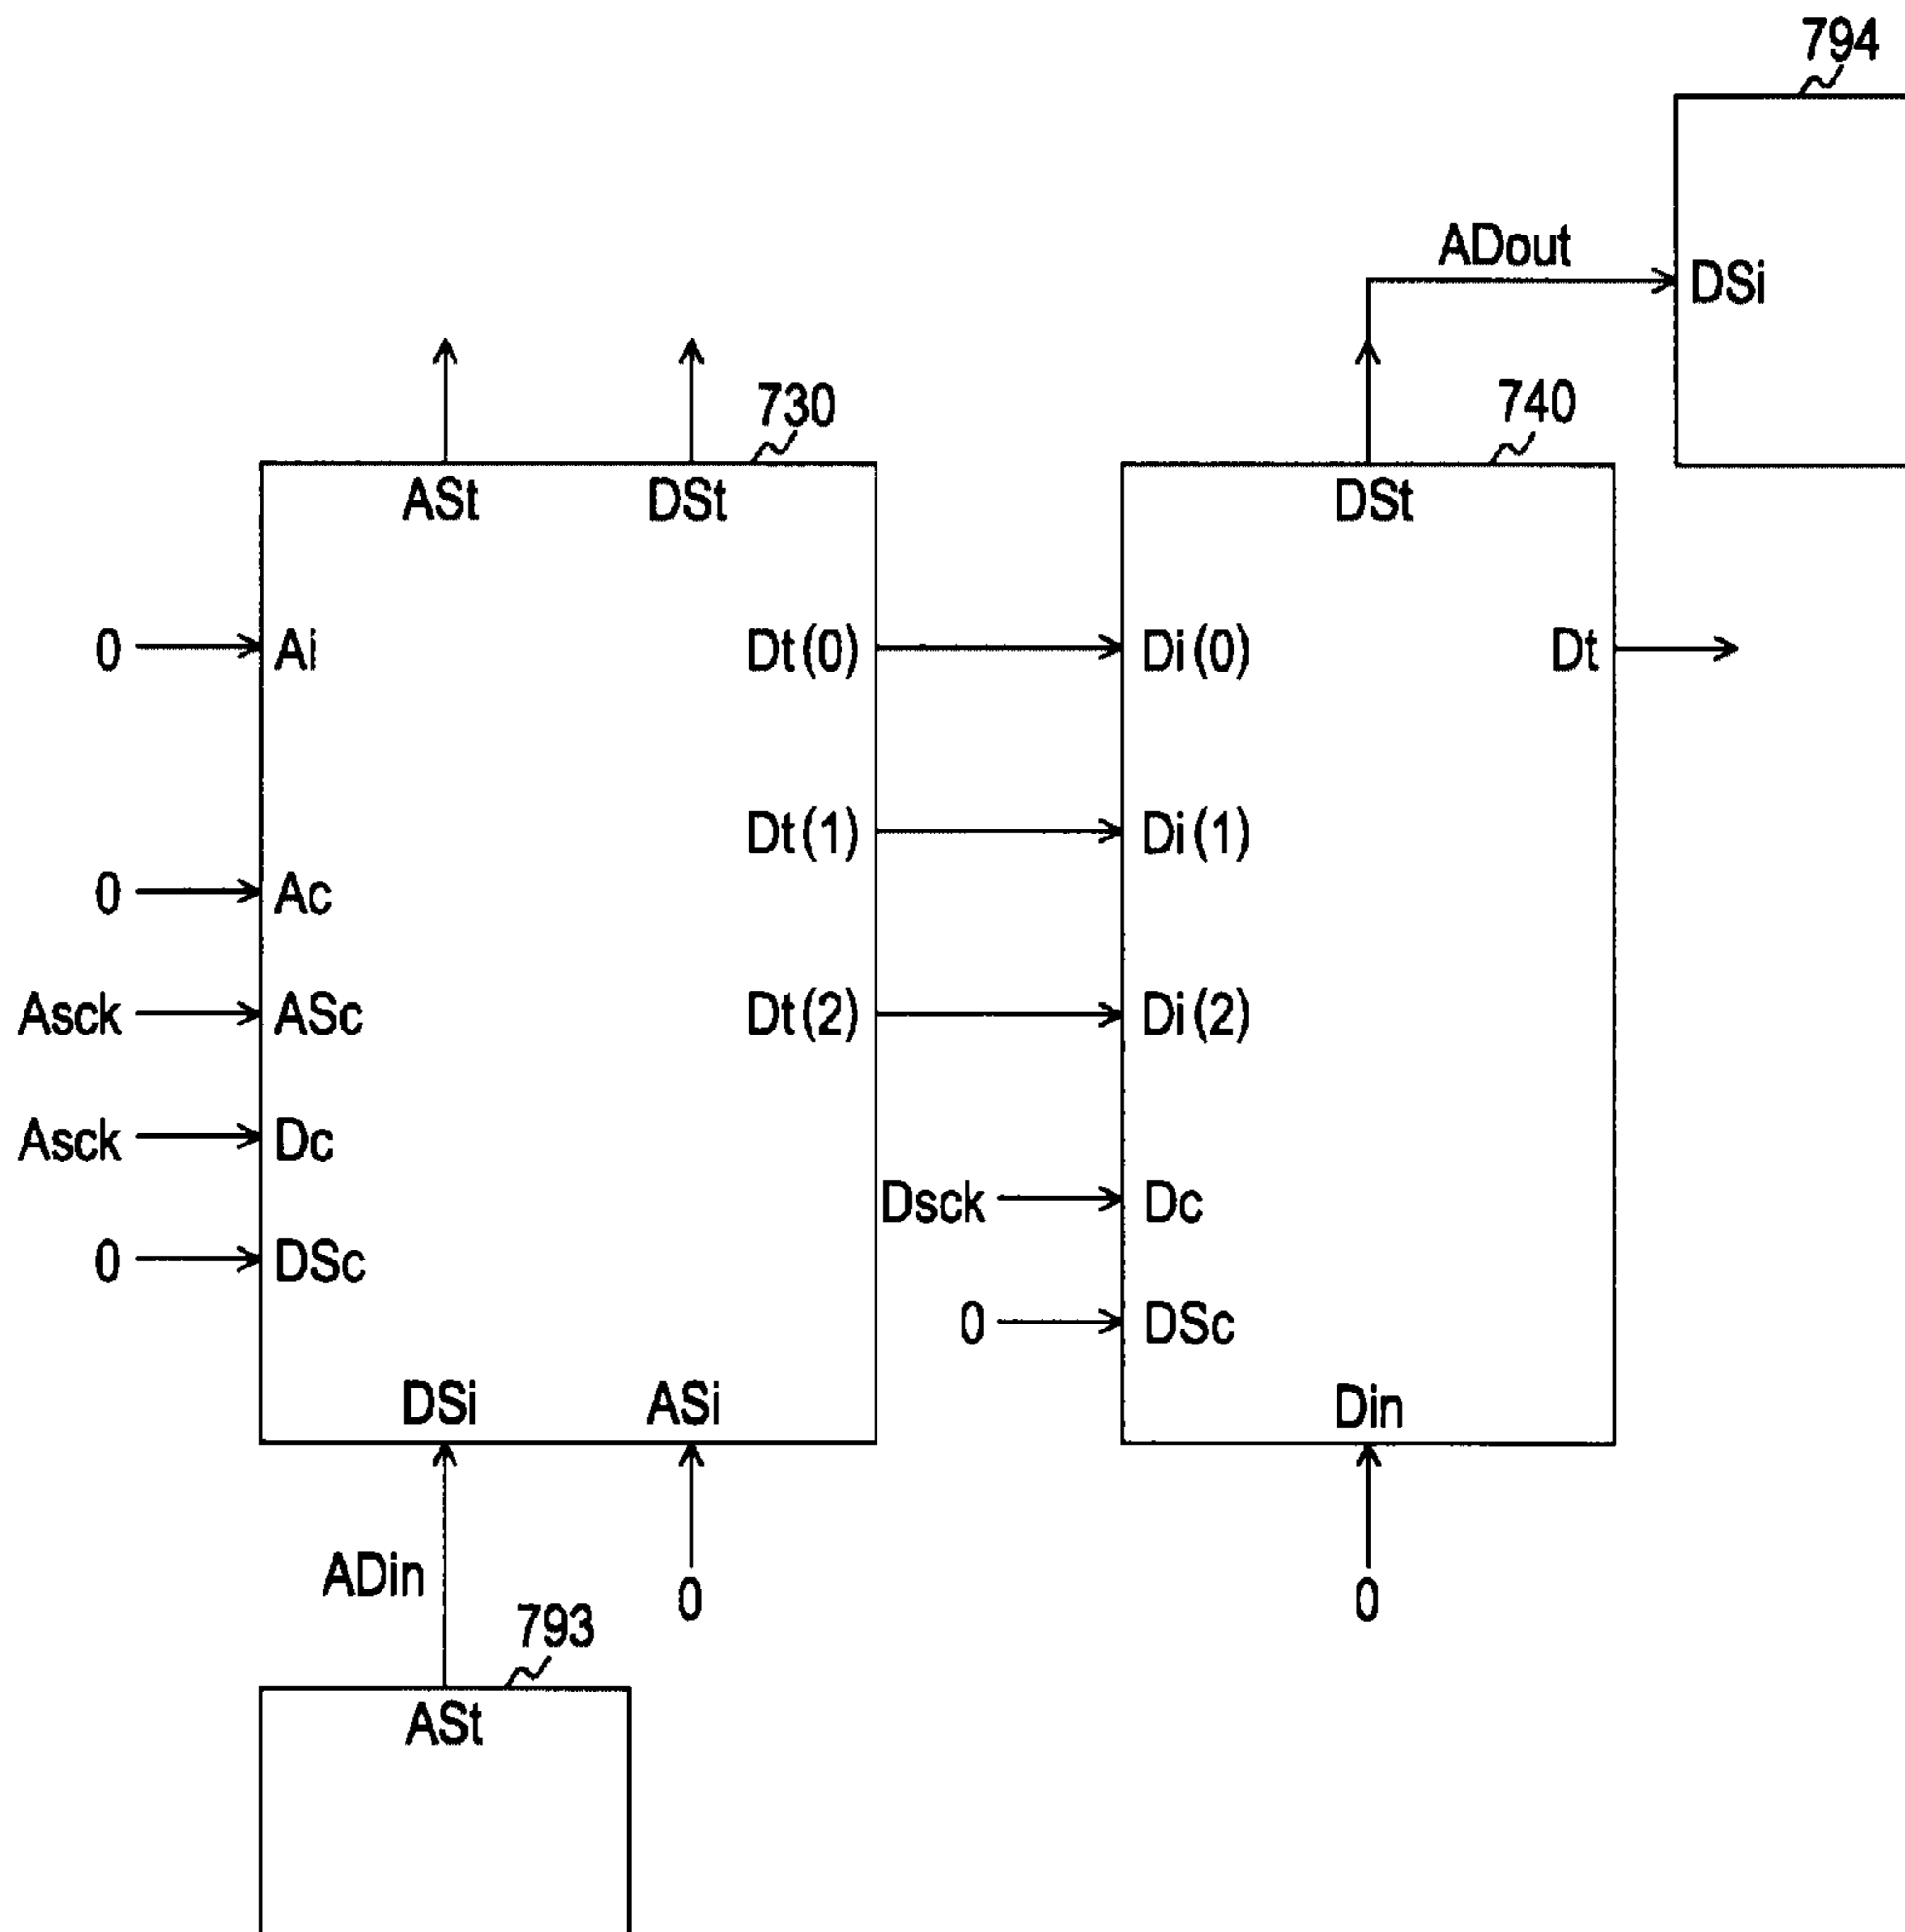 794
ADout
DSi
730
740
ASt DSt
DSt
0 Ai Dt(0) Di(0) Dt
Dt(1) Di(1)
0 Ac
Asck ASc Dt(2) Di(2)
Asck Dc
Dsck Dc
0 DSc
0 DSc
DSi ASi Din
ADin
0 0
793
ASt